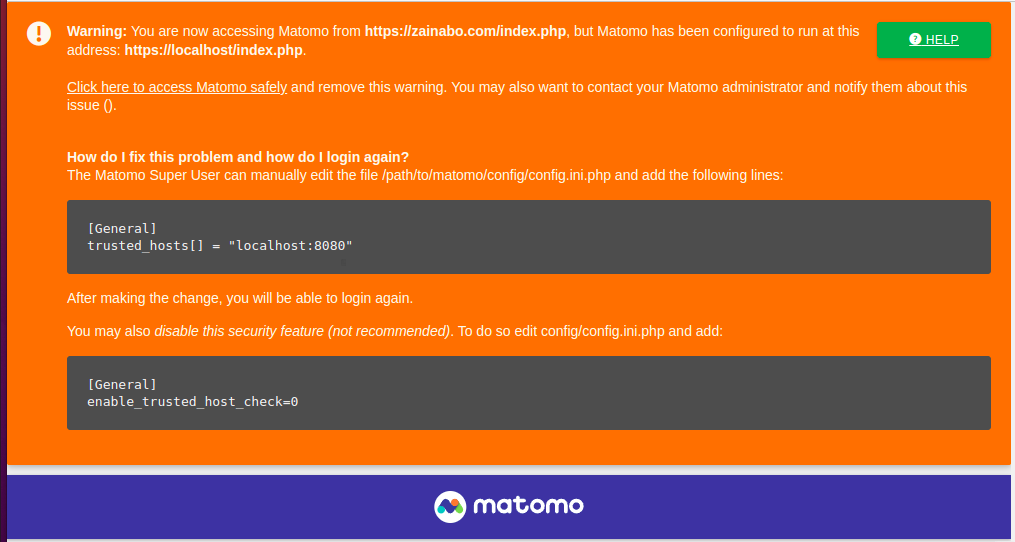 Warning: You are now accessing Matomo from https://zainabo.com/index.php, but Matomo has been configured to run at this
address: https://localhost/index.php.
HELP
Click here to access Matomo safely and remove this warning. You may also want to contact your Matomo administrator and notify them about this
issue ().
How do I fix this problem and how do I login again?
The Matomo Super User can manually edit the file /path/to/matomo/config/config.ini.php and add the following lines:
[General]
trusted_hosts[] = "localhost:8080"
After making the change, you will be able to login again.
You may also disable this security feature (not recommended). To do so edit config/config.ini.php and add:
[General]
enable_trusted_host_check=0
matomo